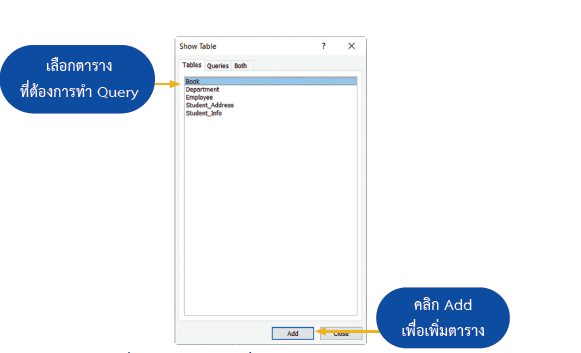 Show Table ? ×
Tables Queries Both
เลือกตาราง
ที่ต้องการทำ Query
Book
Department
Employee
Student_Address
Student_Info
คลิก Add
เพื่อเพิ่มตาราง
Add Close